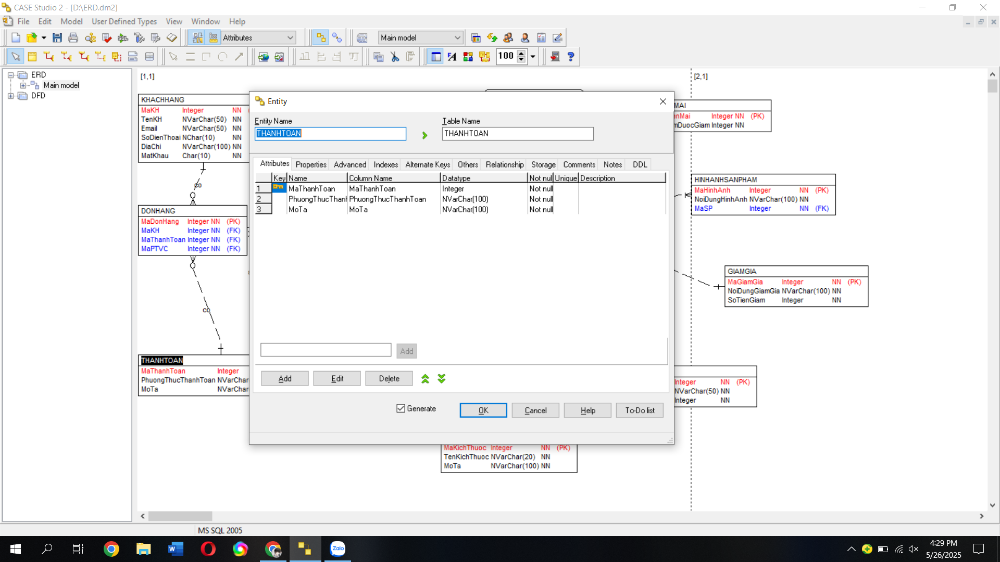 CASE Studio 2 - [D:\ERD.dm2]
File Edit Model User Defined Types View Window Help
Attributes
Main model
100
ERD
Main model
DFD
[1,1]
[2,1]
KHACHHANG
MaKH Integer NN
TenKH NVarChar(50) NN
Email NVarChar(50) NN
SoDienThoai NChar(10) NN
DiaChi NVarChar(100) NN
MatKhau Char(10) NN
co
DONHANG
MaDonHang Integer NN (PK)
MaKH Integer NN (FK)
MaThanhToan Integer NN (FK)
MaPTVC Integer NN (FK)
co
THANHTOAN
MaThanhToan Integer
PhuongThucThanhToan NVarChar
MoTa NVarChar
Entity
Entity Name
Table Name
THANHTOAN
THANHTOAN
Attributes Properties Advanced Indexes Alternate Keys Others Relationship Storage Comments Notes DDL
Key Name Column Name Datatype Not nul Unique Description
1 MaThanhToan MaThanhToan Integer Not null
2 PhuongThucThanh PhuongThucThanhToan NVarChar(100) Not null
3 MoTa MoTa NVarChar(100) Not null
Add
Add Edit Delete
Generate
OK Cancel Help To-Do list
MAI
enMai Integer NN (PK)
mDuocGiam Integer NN
HINHANHSANPHAM
MaHinhAnh Integer NN (PK)
NoiDungHinhAnh NVarChar(100) NN
MaSP Integer NN (FK)
GIAMGIA
MaGiamGia Integer NN (PK)
NoiDungGiamGia NVarChar(100) NN
SoTienGiam Integer NN
Integer NN (PK)
NVarChar(50) NN
Integer NN
MaKichThuoc Integer NN (PK)
TenKichThuoc NVarChar(20) NN
MoTa NVarChar(100) NN
MS SQL 2005
Zalo
4:29 PM
5/26/2025